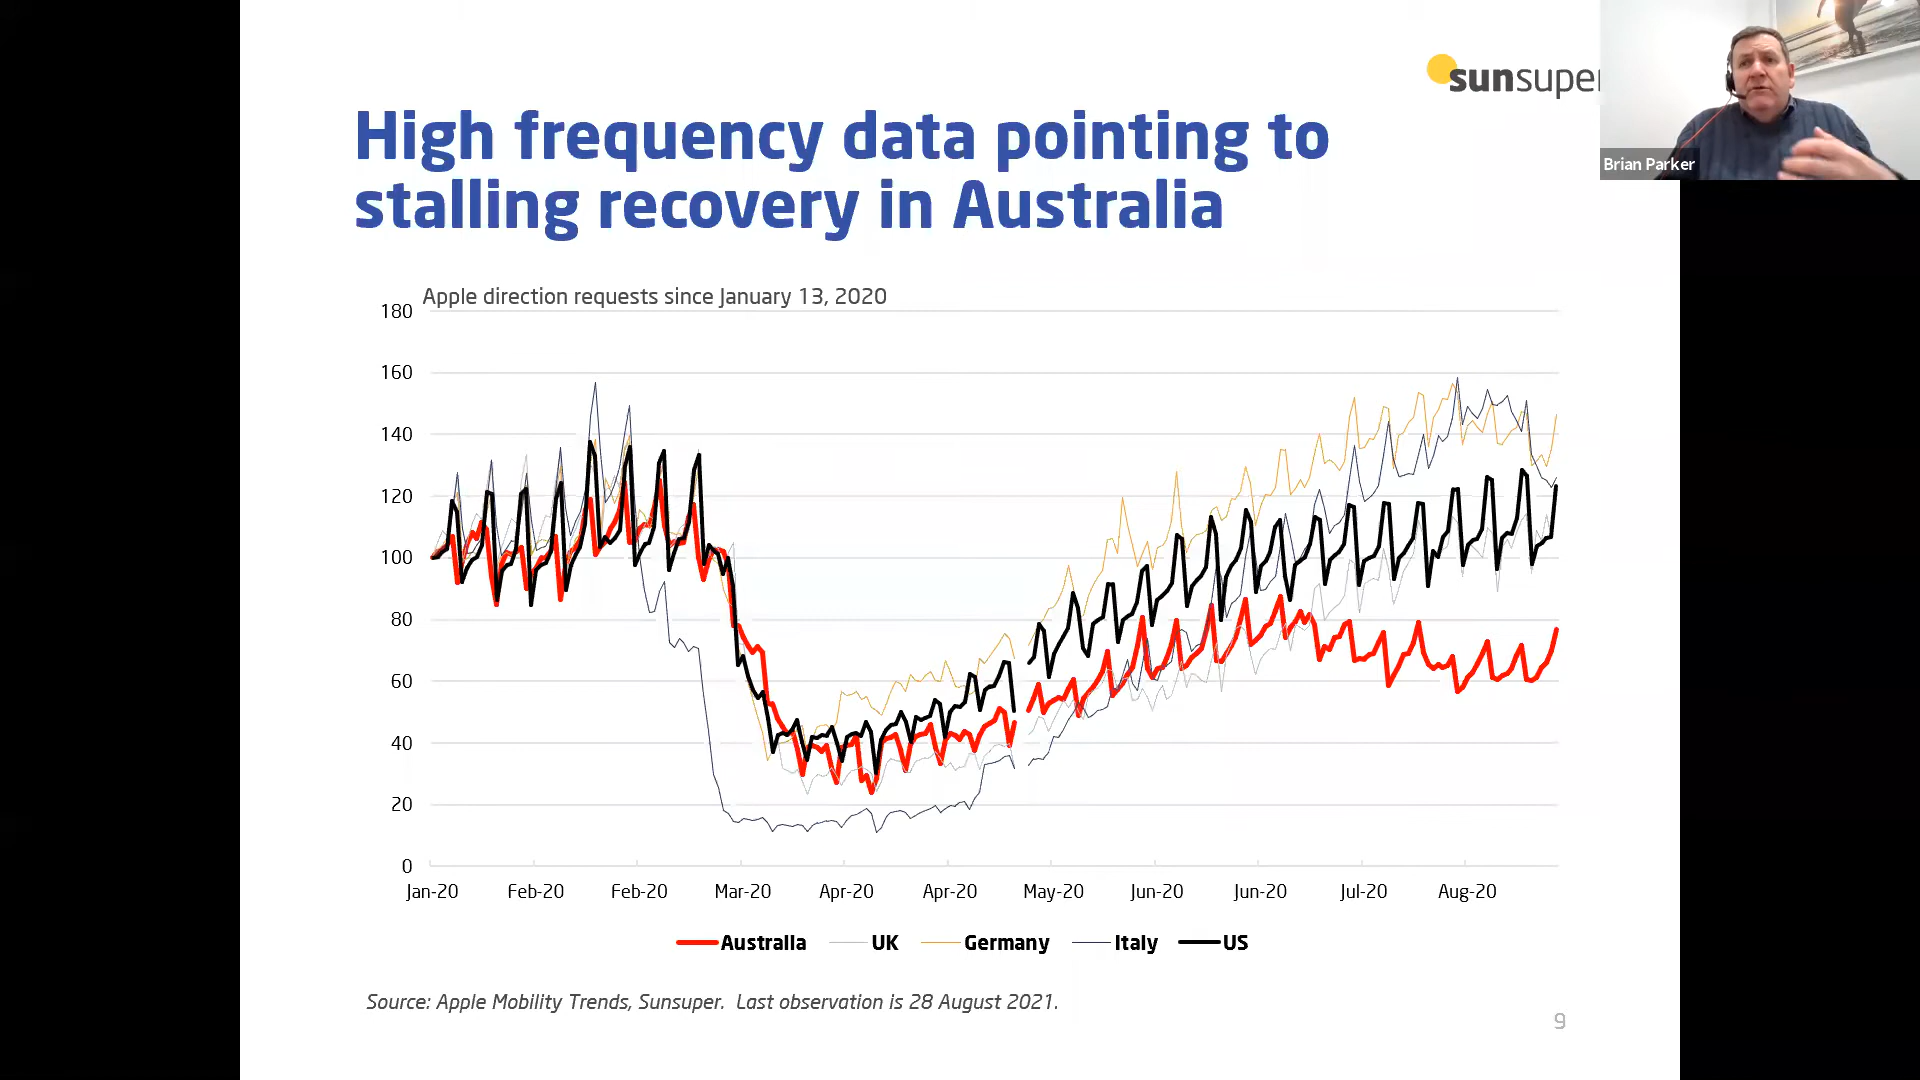 sunsuper
Brian Parker
High frequency data pointing to
stalling recovery in Australia
Apple direction requests since January 13, 2020
180
160
140
120
100
80
60
40
20
0
Jan-20 Feb-20 Feb-20 Mar-20 Apr-20 Apr-20 May-20 Jun-20 Jun-20 Jul-20 Aug-20
Australia UK Germany Italy US
Source: Apple Mobility Trends, Sunsuper. Last observation is 28 August 2021.
9